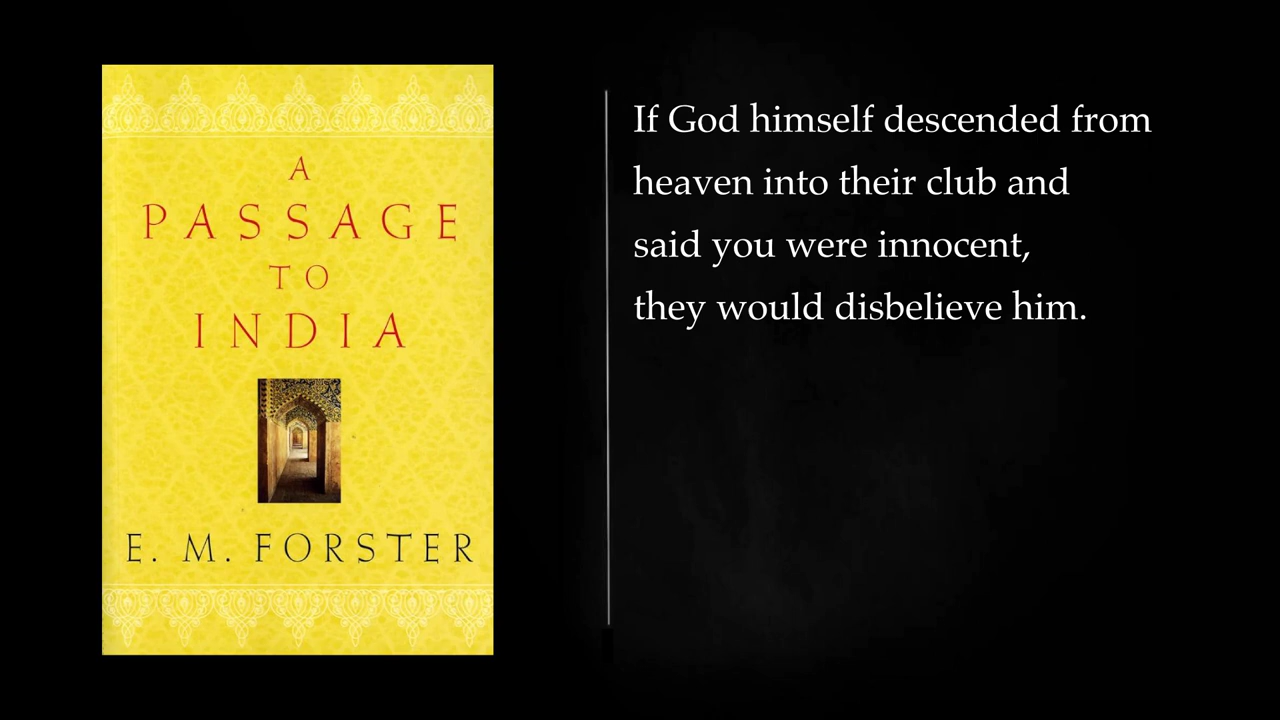 A
PASSAGE
TO
INDIA
E. M. FORSTER
If God himself descended from
heaven into their club and
said you were innocent,
they would disbelieve him.